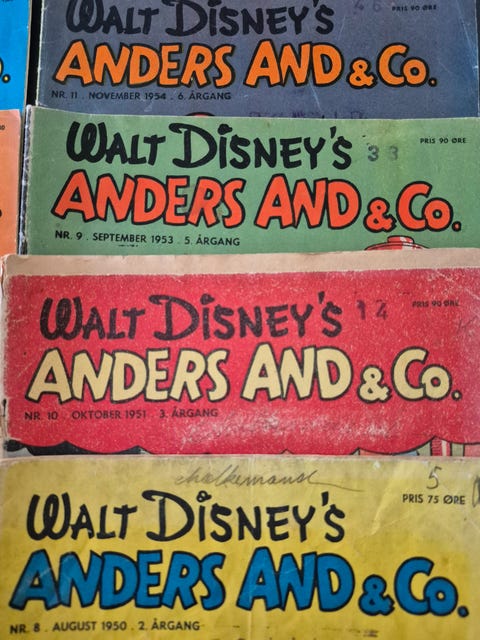 WALT DISNEY'S
46
PRIS 90 ØRE
ANDERS AND & Co.
NR. 11 . NOVEMBER 1954 . 6. ÅRGANG
WALT DISNEY'S
33
PRIS 90 ØRE
ANDERS AND & Co.
NR. 9 . SEPTEMBER 1953 . 5. ÅRGANG
WALT DISNEY'S
14
PRIS 90 ØRE
ANDERS AND & Co.
NR. 10 . OKTOBER 1951 . 3. ÅRGANG
5
PRIS 75 ØRE
WALT DISNEY'S
ANDERS AND & Co.
NR. 8 . AUGUST 1950 . 2. ÅRGANG